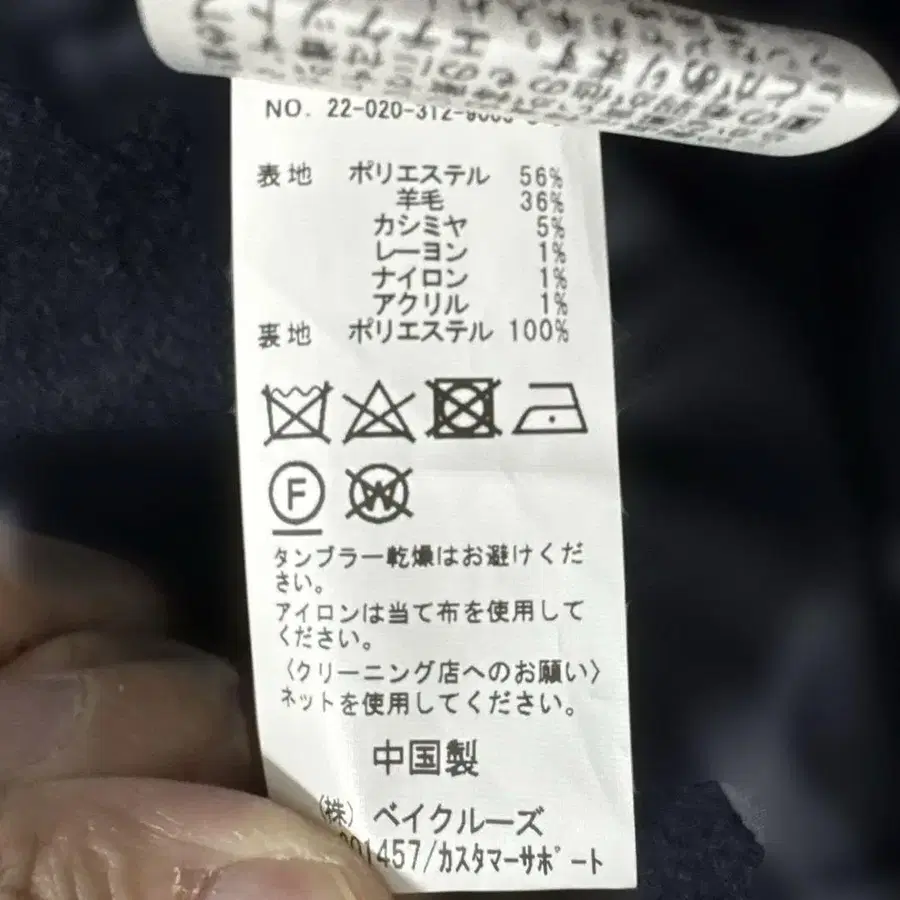 NO. 22-020-312-9
表地 ポリエステル 56%
羊毛 36%
カシミヤ 5%
レーヨン 1%
ナイロン 1%
アクリル 1%
裏地 ポリエステル 100%
F
W
タンブラー乾燥はお避けくだ
さい。
アイロンは当て布を使用して
ください。
〈クリーニング店へのお願い〉
ネットを使用してください。
中国製
(株) ベイクルーズ
01457/カスタマーサポート